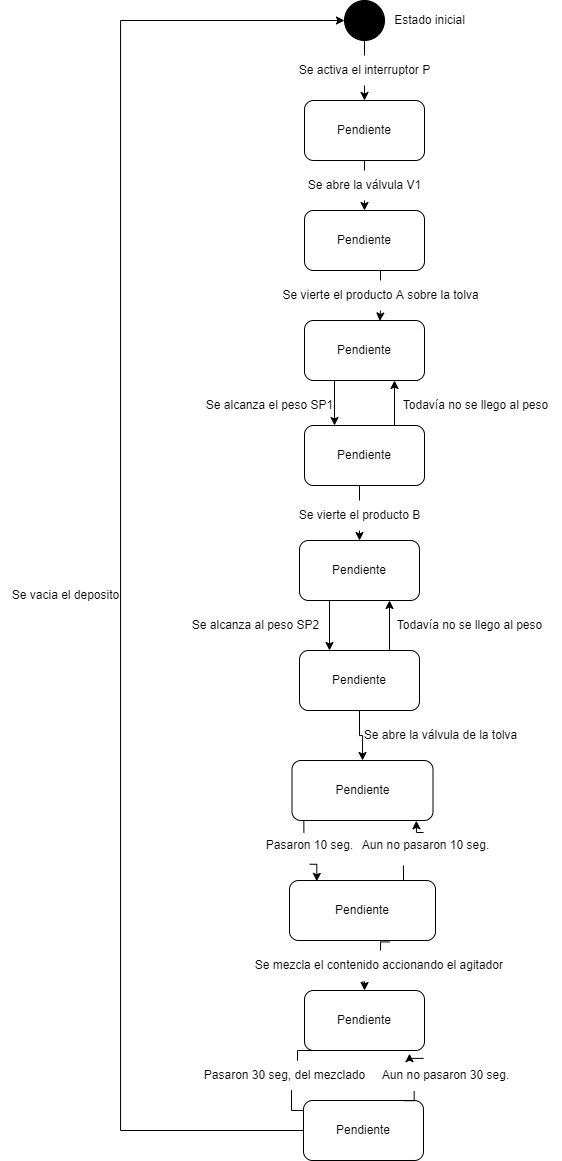 Estado inicial
Se activa el interruptor P
Pendiente
Se abre la válvula V1
Pendiente
Se vierte el producto A sobre la tolva
Pendiente
Se alcanza el peso SP1
Todavía no se llego al peso
Pendiente
Se vierte el producto B
Pendiente
Se vacia el deposito
Se alcanza al peso SP2
Todavía no se llego al peso
Pendiente
Se abre la válvula de la tolva
Pendiente
Pasaron 10 seg.
Aun no pasaron 10 seg.
Pendiente
Se mezcla el contenido accionando el agitador
Pendiente
Pasaron 30 seg, del mezclado
Aun no pasaron 30 seg.
Pendiente